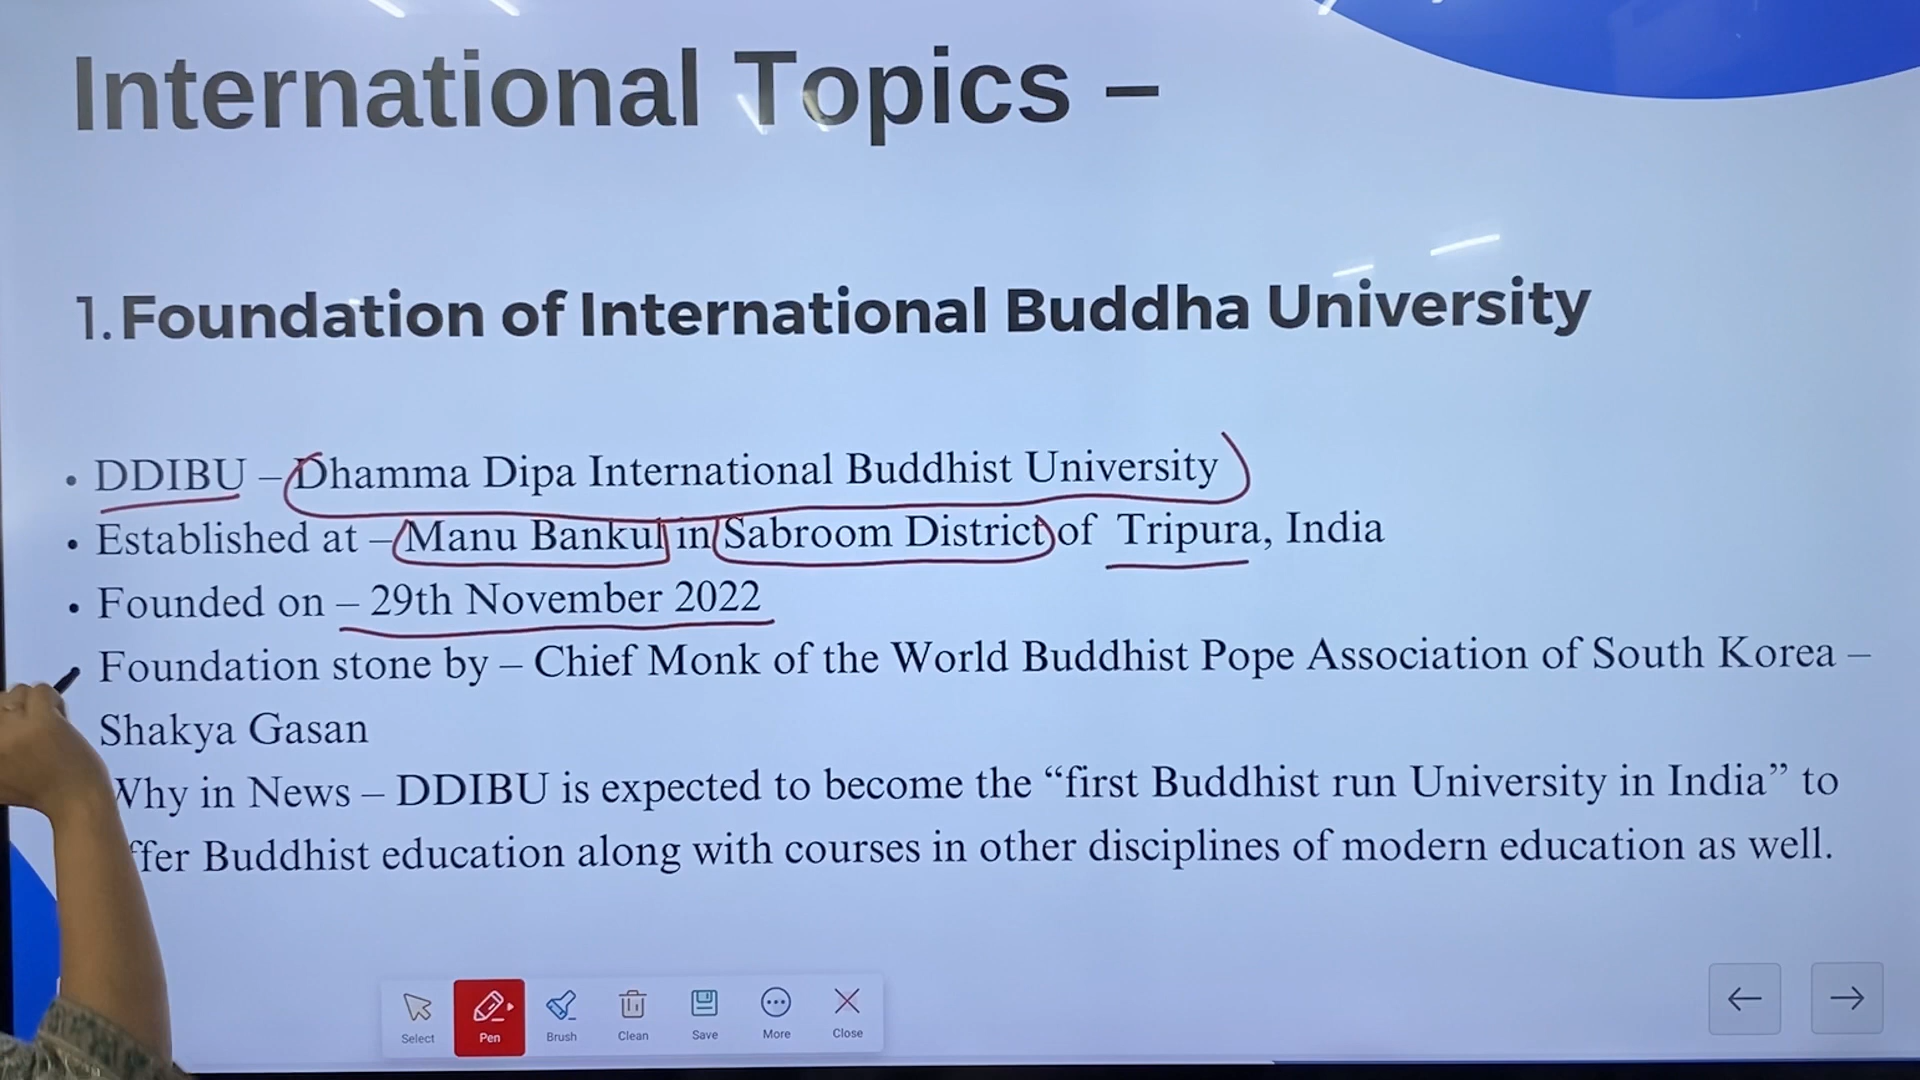 International Topics –
1. Foundation of International Buddha University
• DDIBU – Dhamma Dipa International Buddhist University
• Established at – Manu Bankul in Sabroom District of Tripura, India
• Founded on – 29th November 2022
Foundation stone by – Chief Monk of the World Buddhist Pope Association of South Korea –
Shakya Gasan
Why in News – DDIBU is expected to become the “first Buddhist run University in India” to
ffer Buddhist education along with courses in other disciplines of modern education as well.
Select Pen Brush Clean Save More Close